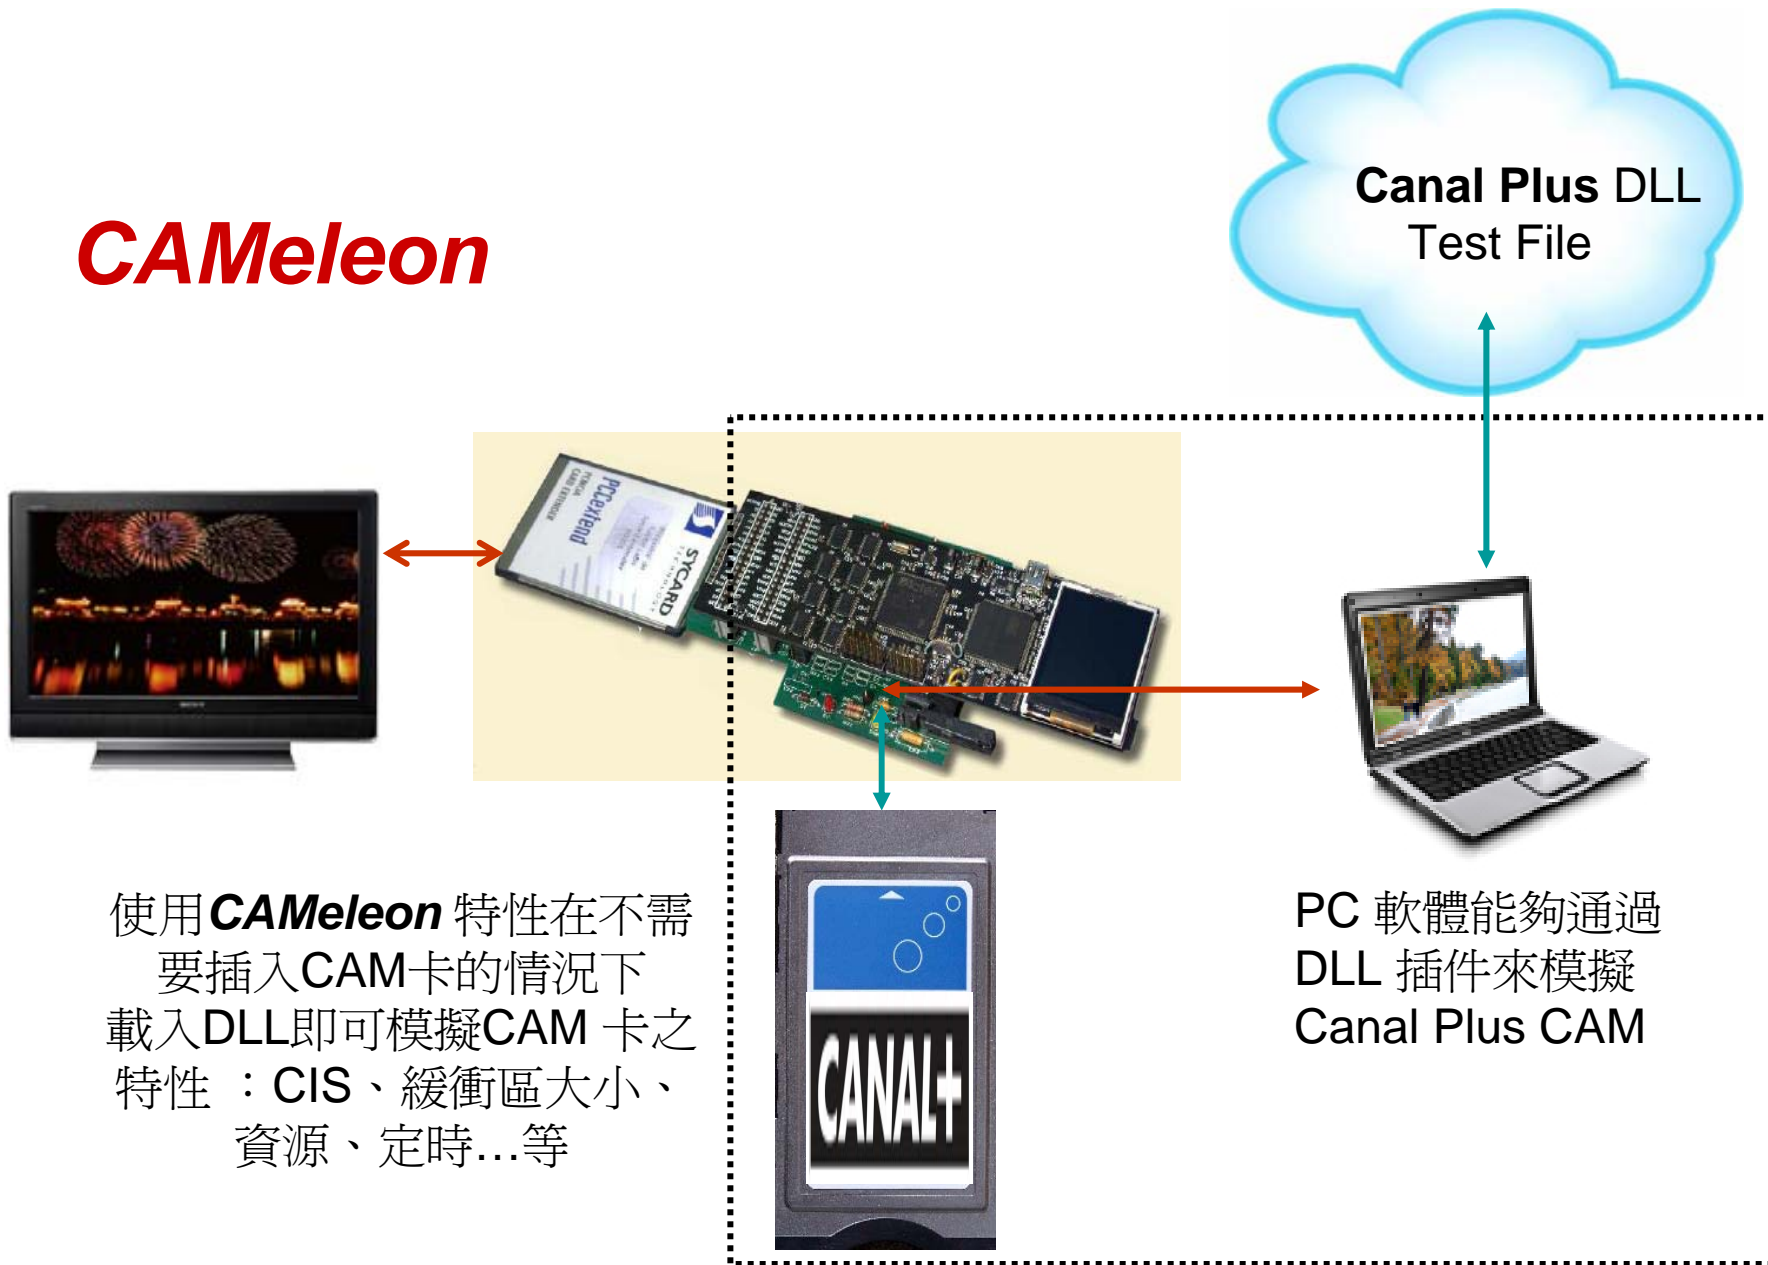 CAMeleon
Canal Plus DLL
Test File
PCMCIA
CARD EXTENDER
PCCextend
SYCARD
TECHNOLOGY
CANAL+
使用CAMeleon 特性在不需
要插入CAM卡的情況下
載入DLL即可模擬CAM 卡之
特性 ：CIS、緩衝區大小、
資源、定時…等
PC 軟體能夠通過
DLL 插件來模擬
Canal Plus CAM